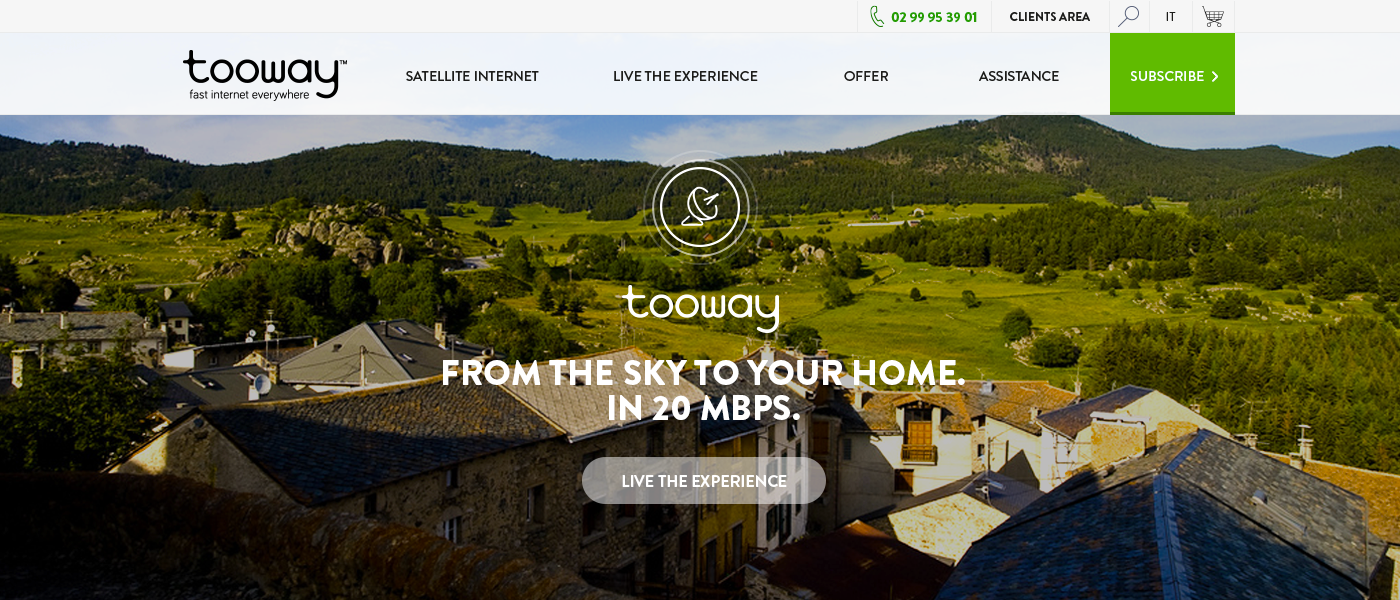 02 99 95 39 01
CLIENTS AREA
IT
tooway™
fast internet everywhere
SATELLITE INTERNET
LIVE THE EXPERIENCE
OFFER
ASSISTANCE
SUBSCRIBE
tooway
FROM THE SKY TO YOUR HOME.
IN 20 MBPS.
LIVE THE EXPERIENCE